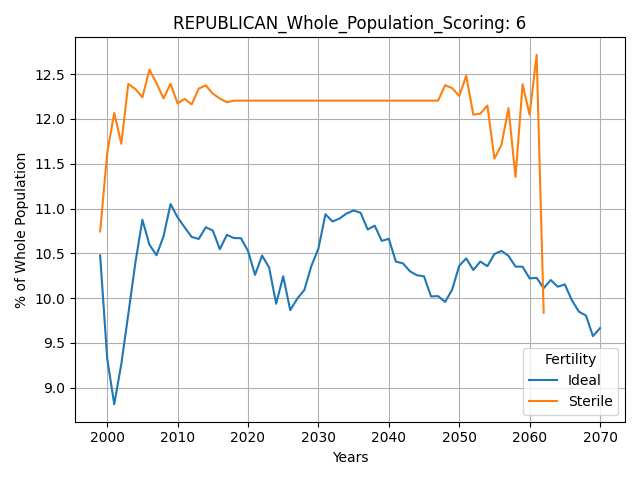 REPUBLICAN_Whole_Population_Scoring: 6
% of Whole Population
12.5
12.0
11.5
11.0
10.5
10.0
9.5
9.0
Fertility
Ideal
Sterile
2000 2010 2020 2030 2040 2050 2060 2070
Years